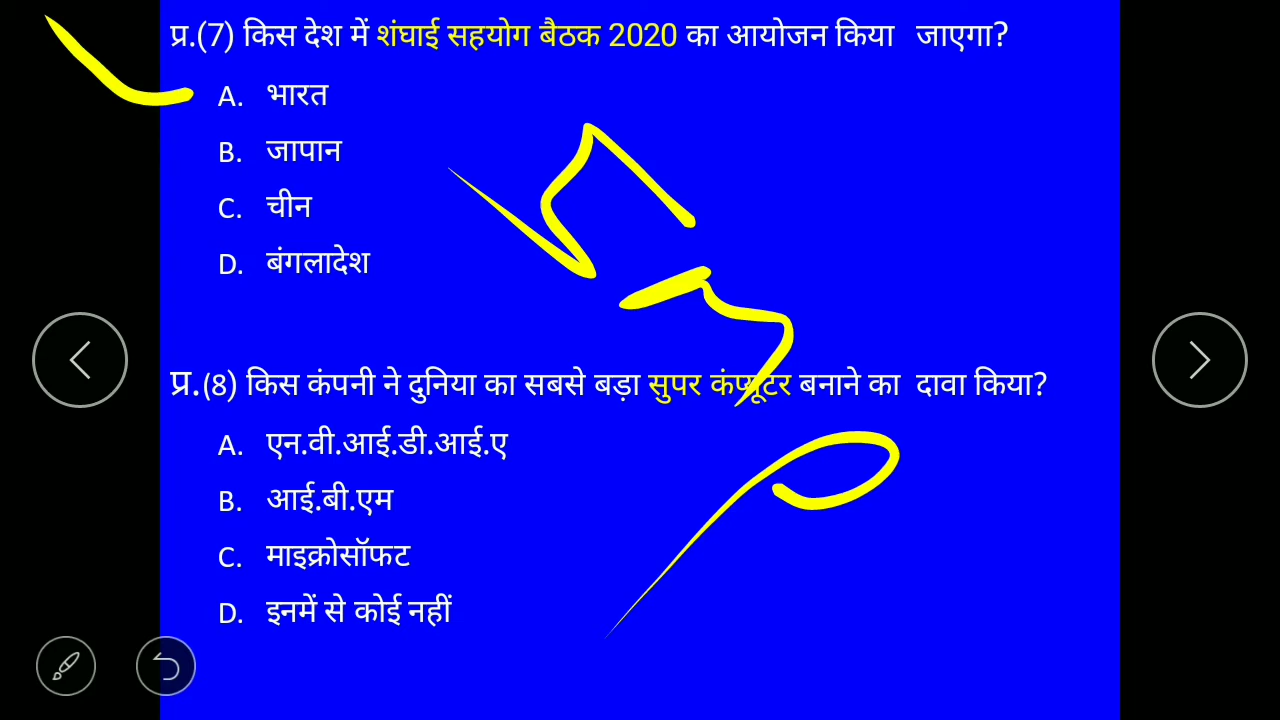 प्र.(7) किस देश में शंघाई सहयोग बैठक 2020 का आयोजन किया जाएगा?
A. भारत
B. जापान
C. चीन
D. बंगलादेश
प्र.(8) किस कंपनी ने दुनिया का सबसे बड़ा सुपर कंप्यूटर बनाने का दावा किया?
A. एन.वी.आई.डी.आई.ए
B. आई.बी.एम
C. माइक्रोसॉफट
D. इनमें से कोई नहीं